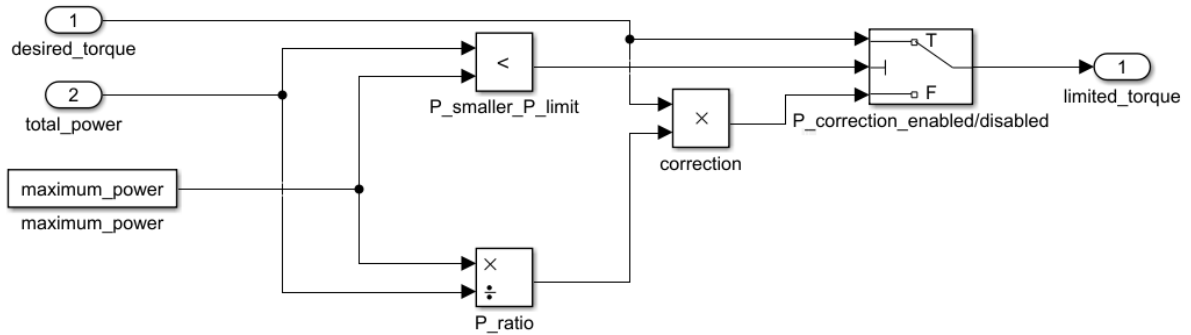 1
desired_torque
2
total_power
maximum_power
maximum_power
<
P_smaller_P_limit
×
÷
P_ratio
×
correction
T
F
P_correction_enabled/disabled
1
limited_torque